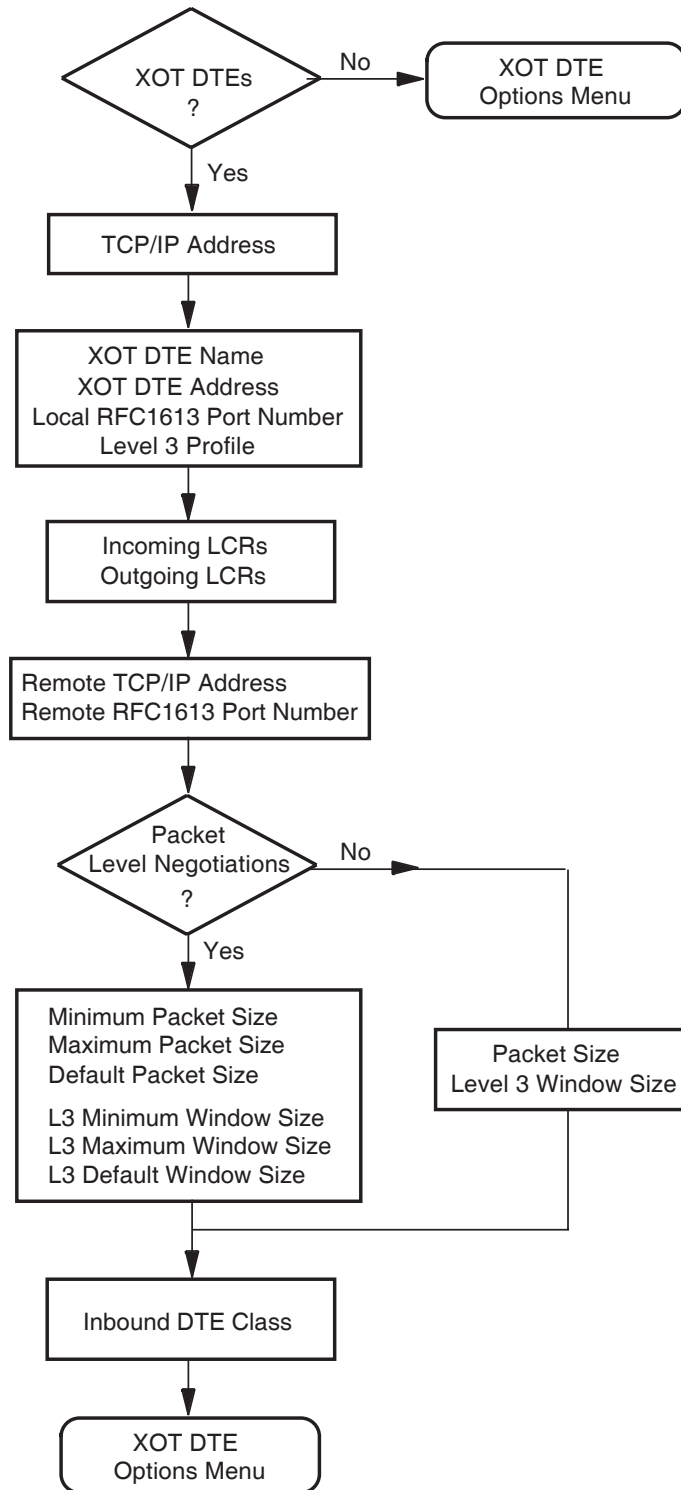 XOT DTEs
?
No
XOT DTE
Options Menu
Yes
TCP/IP Address
XOT DTE Name
XOT DTE Address
Local RFC1613 Port Number
Level 3 Profile
Incoming LCRs
Outgoing LCRs
Remote TCP/IP Address
Remote RFC1613 Port Number
Packet
Level Negotiations
?
No
Yes
Minimum Packet Size
Maximum Packet Size
Default Packet Size
L3 Minimum Window Size
L3 Maximum Window Size
L3 Default Window Size
Packet Size
Level 3 Window Size
Inbound DTE Class
XOT DTE
Options Menu